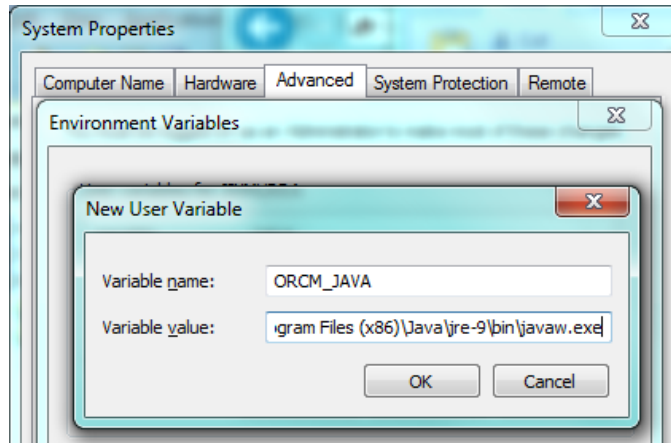 System Properties
Computer Name Hardware Advanced System Protection Remote
Environment Variables
New User Variable
Variable name: ORCM_JAVA
Variable value: ogram Files (x86)\Java\jre-9\bin\javaw.exe
OK Cancel